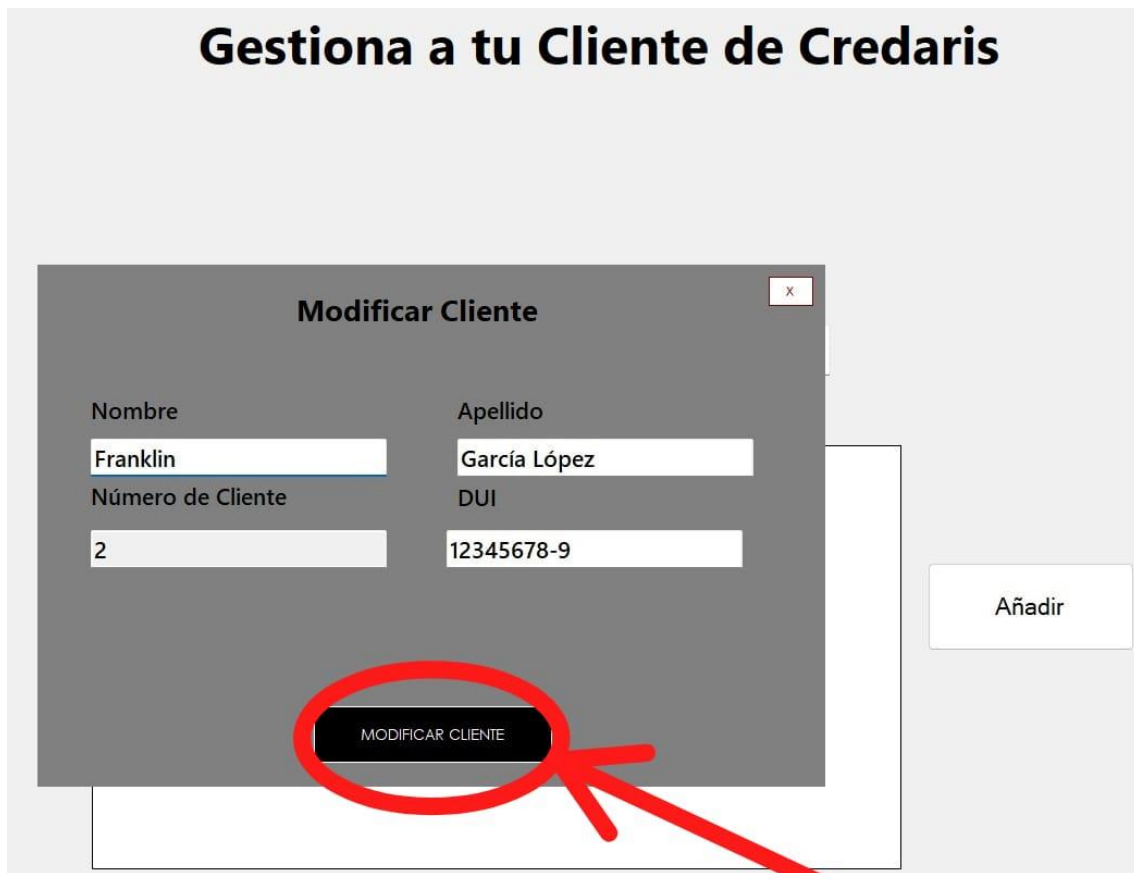 Gestiona a tu Cliente de Credaris
x
Modificar Cliente
Nombre
Apellido
Franklin
García López
Número de Cliente
DUI
2
12345678-9
Añadir
MODIFICAR CLIENTE